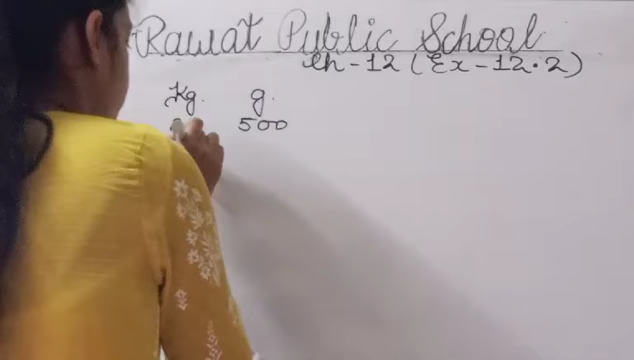 Rawat Public School
Ch-12 (Ex-12.2)
Kg. g.
500